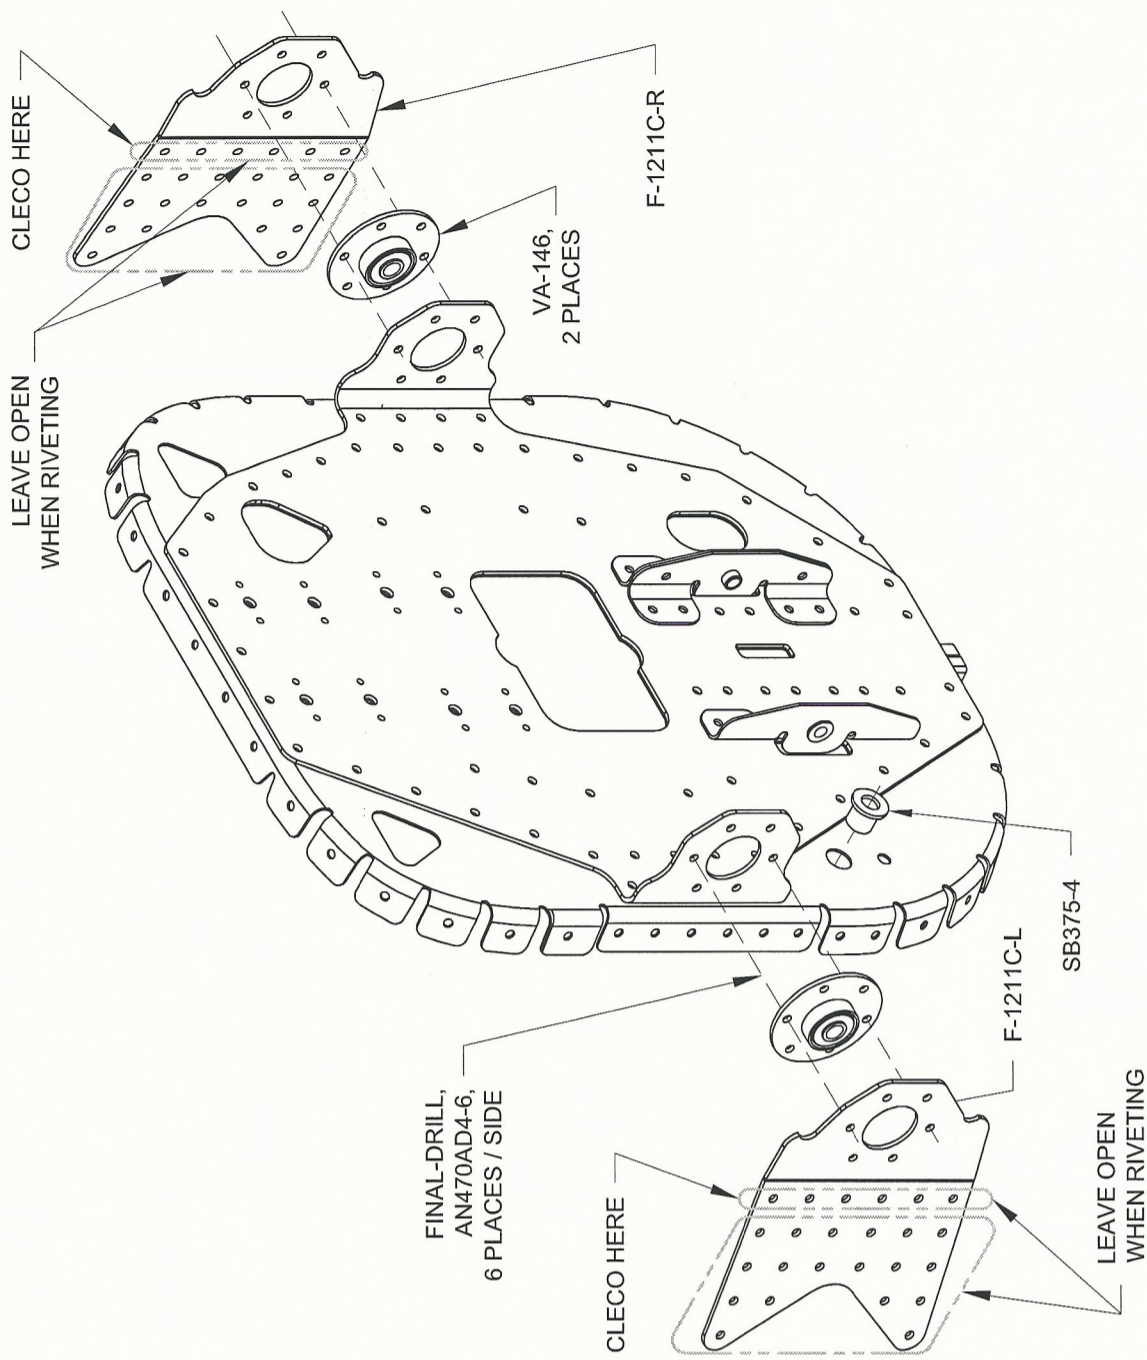 CLECO HERE
LEAVE OPEN
WHEN RIVETING
F-1211C-R
VA-146,
2 PLACES
FINAL-DRILL,
AN470AD4-6,
6 PLACES / SIDE
SB375-4
F-1211C-L
CLECO HERE
LEAVE OPEN
WHEN RIVETING